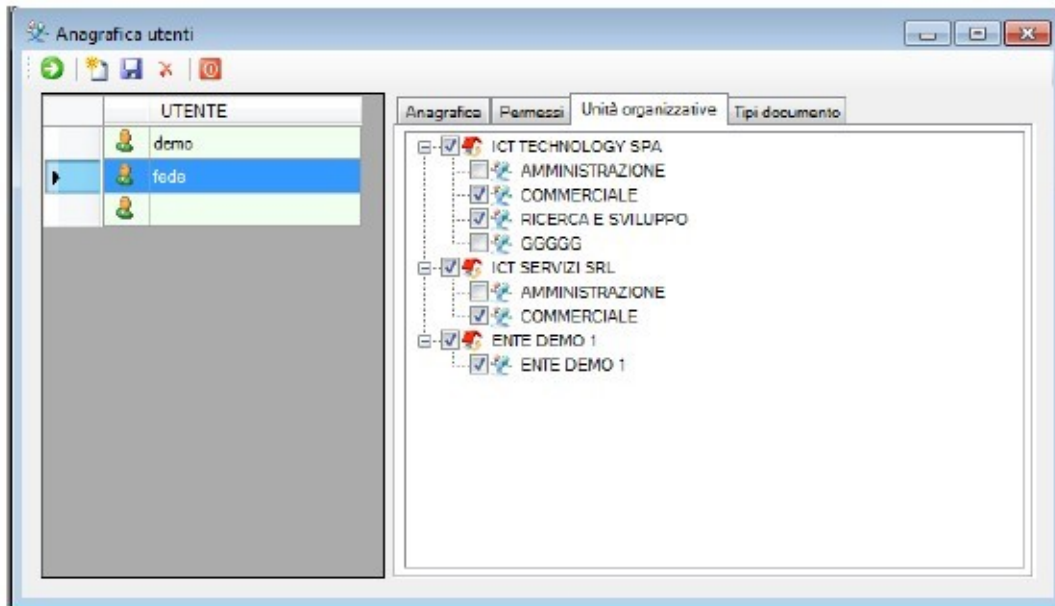 Anagrafica utenti
UTENTE
demo
fede
Anagrafica Permessi Unità organizzative Tipi documento
ICT TECHNOLOGY SPA
AMMINISTRAZIONE
COMMERCIALE
RICERCA E SVILUPPO
GGGGG
ICT SERVIZI SRL
AMMINISTRAZIONE
COMMERCIALE
ENTE DEMO 1
ENTE DEMO 1